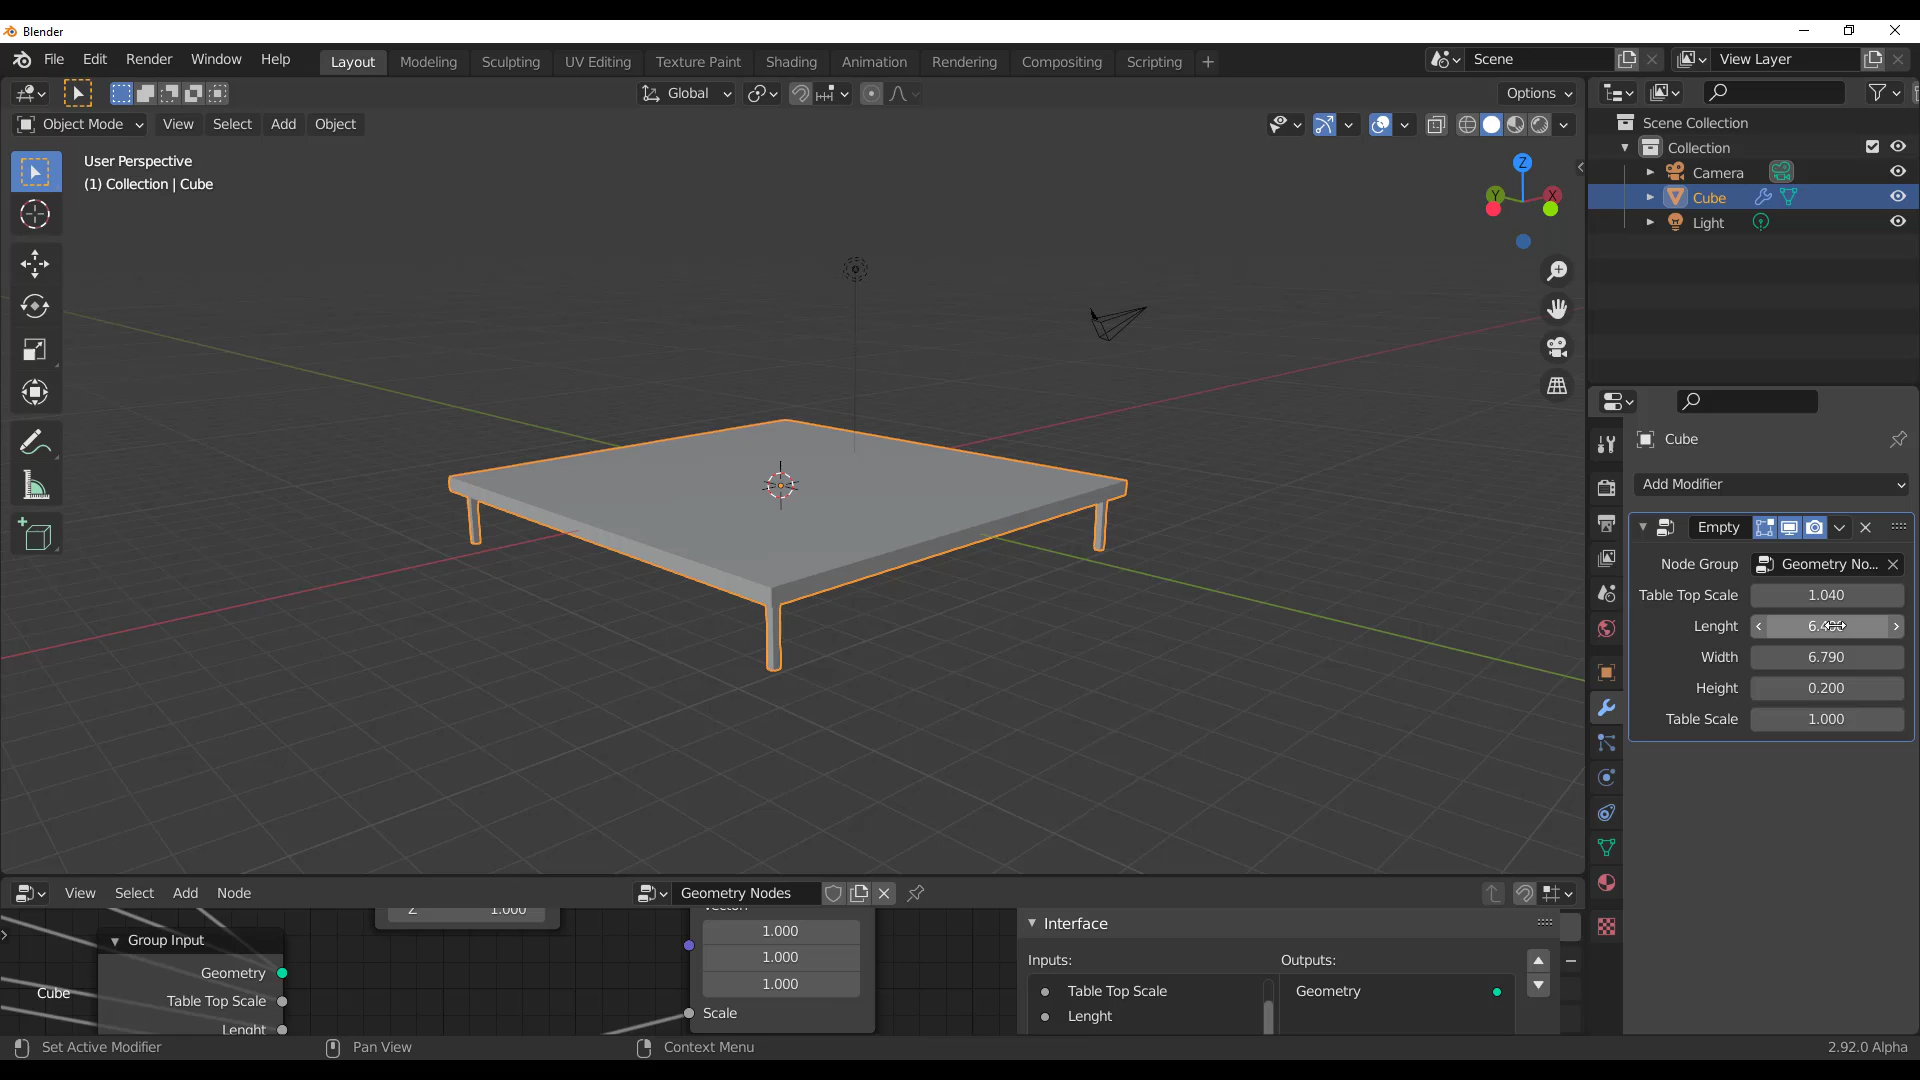 Blender
File Edit Render Window Help Layout Modeling Sculpting UV Editing Texture Paint Shading Animation Rendering Compositing Scripting + Scene View Layer
Global Options
Object Mode View Select Add Object
User Perspective
(1) Collection | Cube
Z
Y X
Scene Collection
Collection
Camera
Cube
Light
Cube
Add Modifier
Empty
Node Group Geometry No...
Table Top Scale 1.040
Lenght
Width 6.790
Height 0.200
Table Scale 1.000
View Select Add Node Geometry Nodes
Z 1.000
Vector:
1.000
1.000
1.000
Scale
Group Input
Geometry
Table Top Scale
Lenght
Cube
Interface
Inputs: Outputs:
Table Top Scale Geometry
Lenght
Set Active Modifier Pan View Context Menu 2.92.0 Alpha